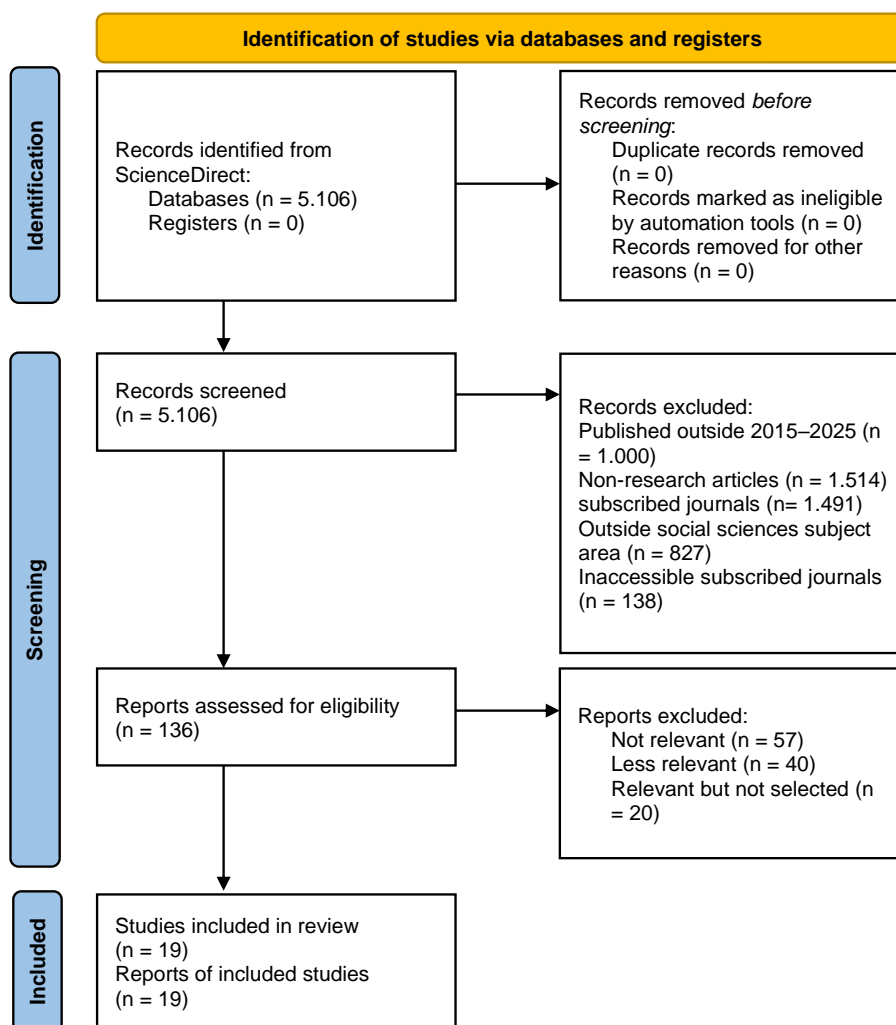 Identification of studies via databases and registers
Identification
Records identified from
ScienceDirect:
Databases (n = 5.106)
Registers (n = 0)
Records removed before
screening:
Duplicate records removed
(n = 0)
Records marked as ineligible
by automation tools (n = 0)
Records removed for other
reasons (n = 0)
Screening
Records screened
(n = 5.106)
Records excluded:
Published outside 2015–2025 (n
= 1.000)
Non-research articles (n = 1.514)
subscribed journals (n= 1.491)
Outside social sciences subject
area (n = 827)
Inaccessible subscribed journals
(n = 138)
Reports assessed for eligibility
(n = 136)
Reports excluded:
Not relevant (n = 57)
Less relevant (n = 40)
Relevant but not selected (n
= 20)
Included
Studies included in review
(n = 19)
Reports of included studies
(n = 19)